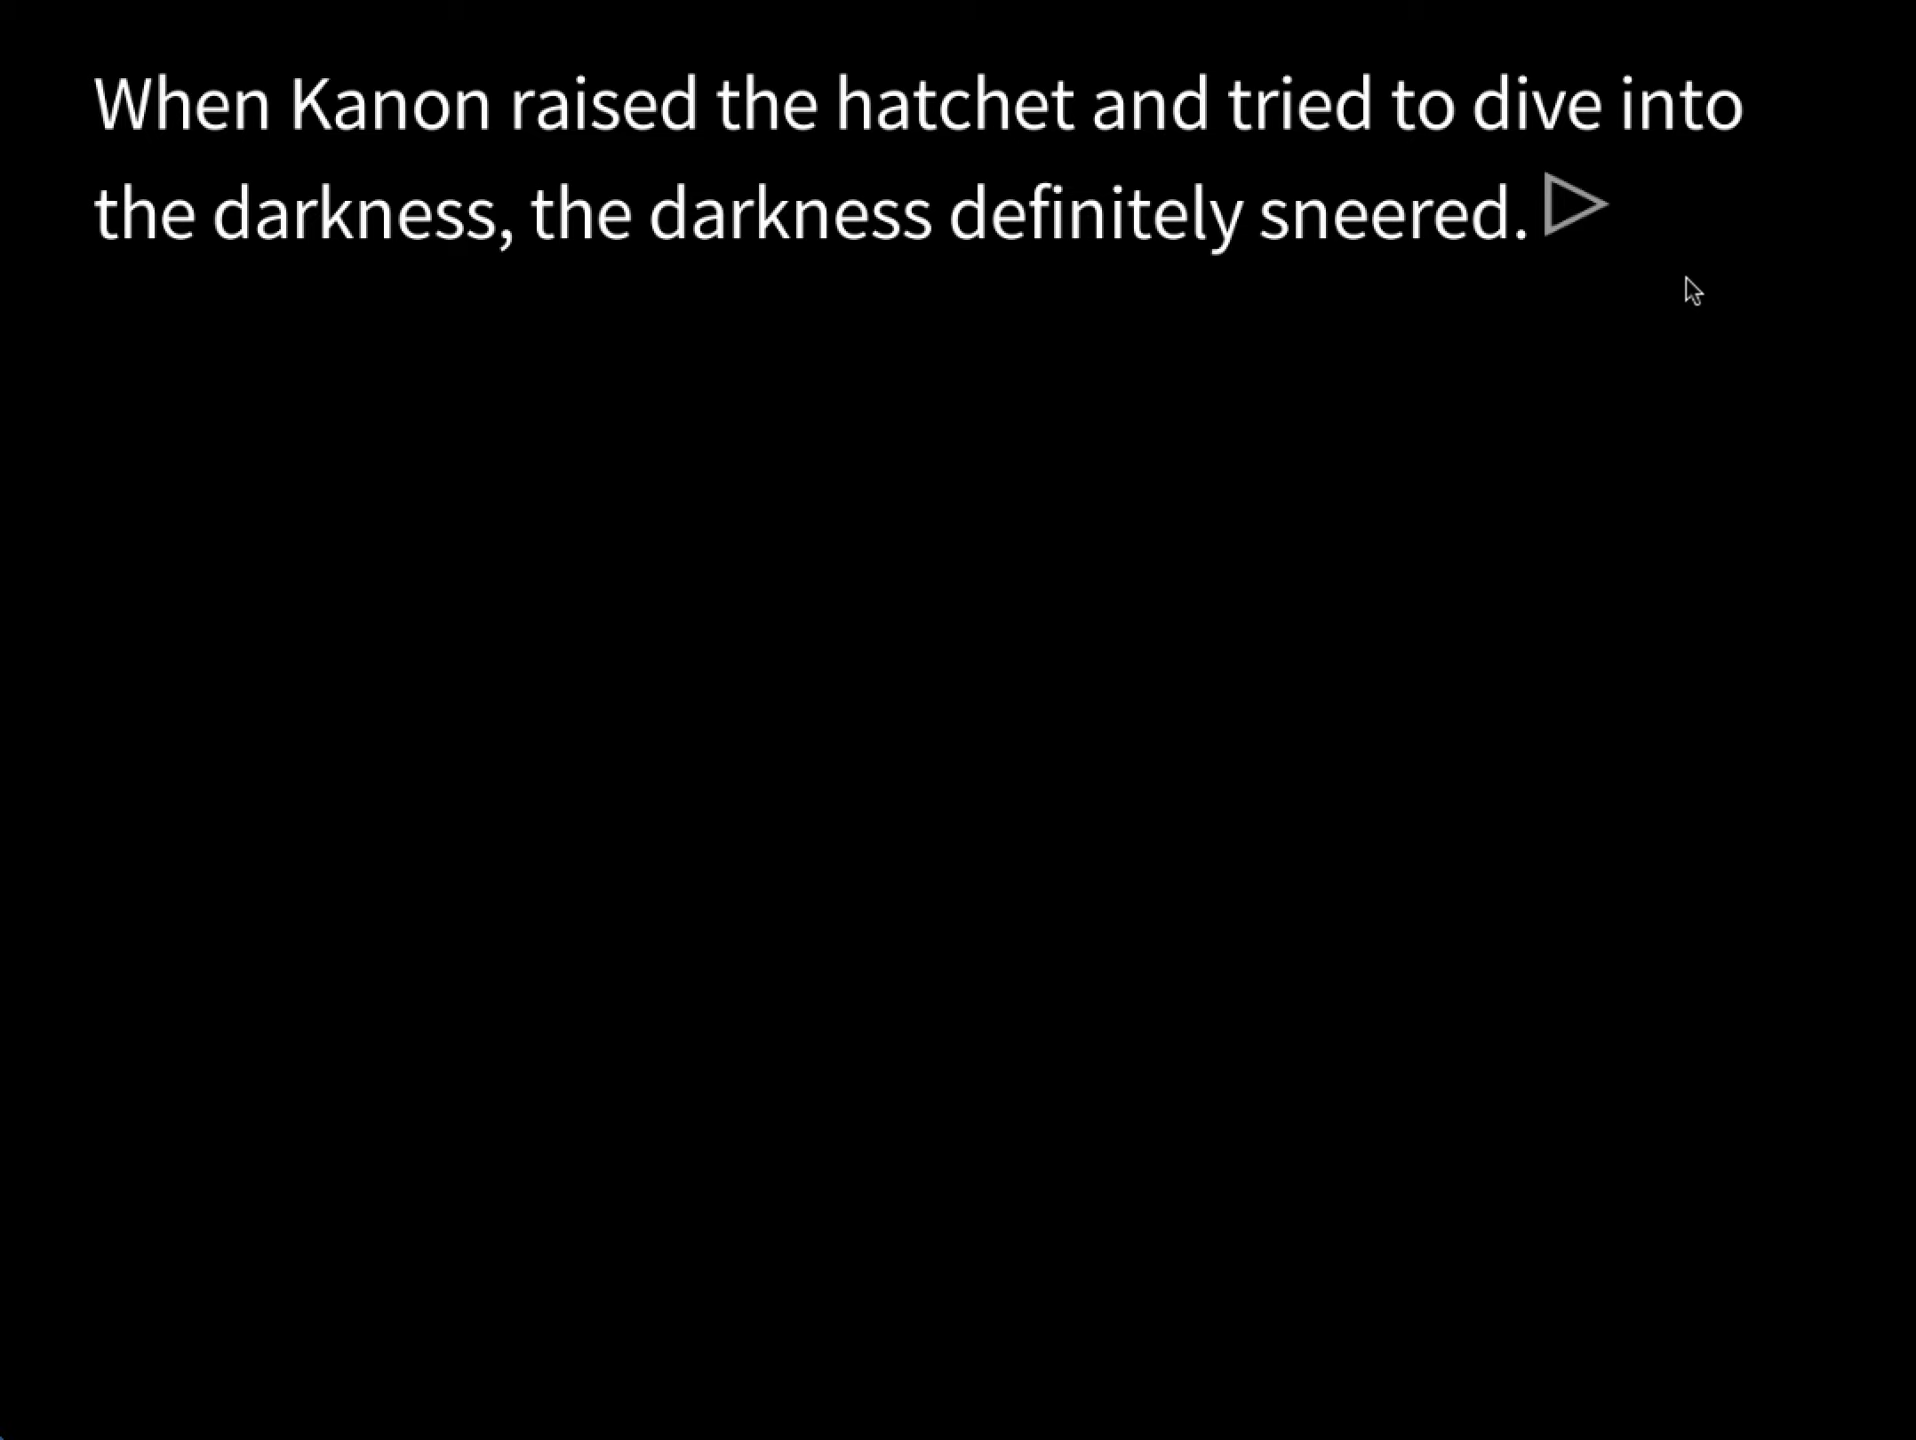 When Kanon raised the hatchet and tried to dive into
the darkness, the darkness definitely sneered.